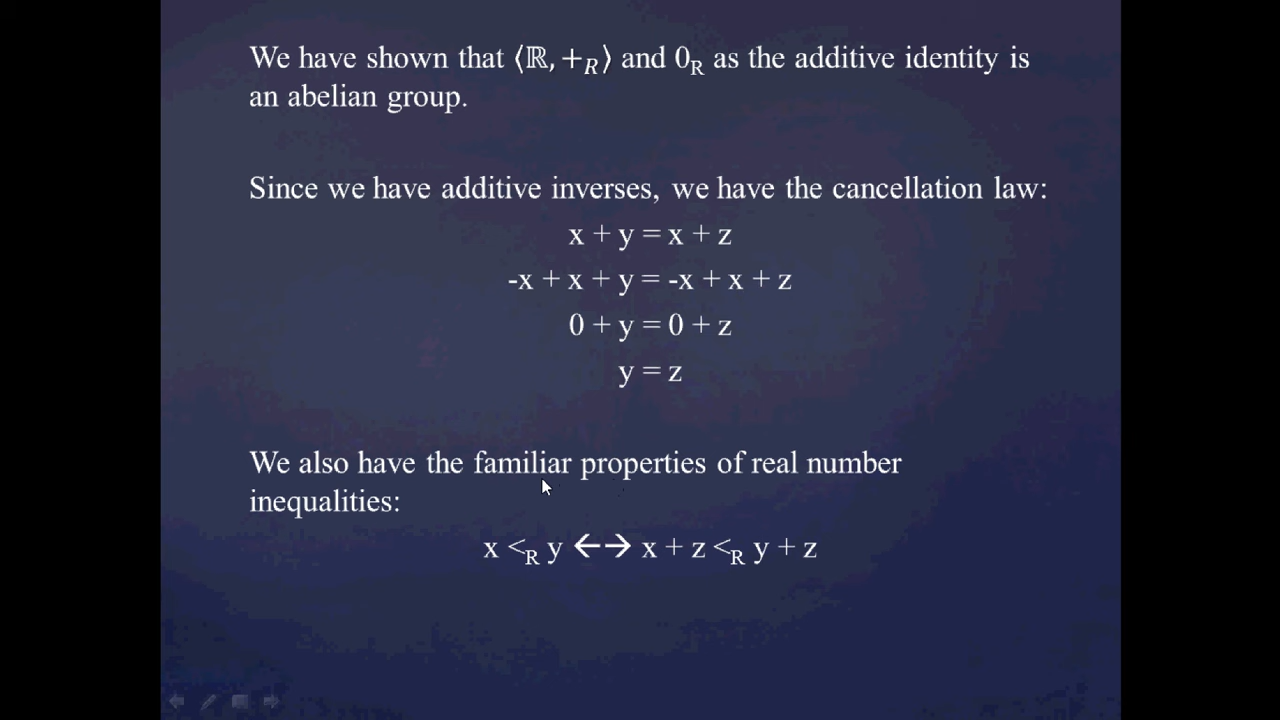 We have shown that ⟨ℝ, +_R⟩ and 0_R as the additive identity is
an abelian group.
Since we have additive inverses, we have the cancellation law:
x + y = x + z
-x + x + y = -x + x + z
0 + y = 0 + z
y = z
We also have the familiar properties of real number
inequalities:
x <_R y ←→ x + z <_R y + z